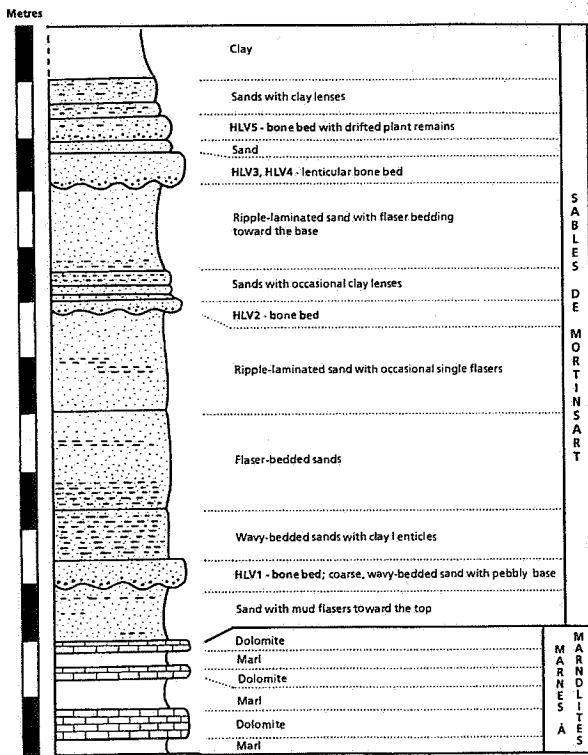 Metres
Clay
Sands with clay lenses
HLV5 - bone bed with drifted plant remains
Sand
HLV3, HLV4 - lenticular bone bed
Ripple-laminated sand with flaser bedding
toward the base
Sands with occasional clay lenses
HLV2 - bone bed
Ripple-laminated sand with occasional single flasers
Flaser-bedded sands
Wavy-bedded sands with clay lenticles
HLV1 - bone bed; coarse, wavy-bedded sand with pebbly base
Sand with mud flasers toward the top
Dolomite
Marl
Dolomite
Marl
Dolomite
Marl
SABLES DE MORTINSART
MARNES À
MARNDLITES